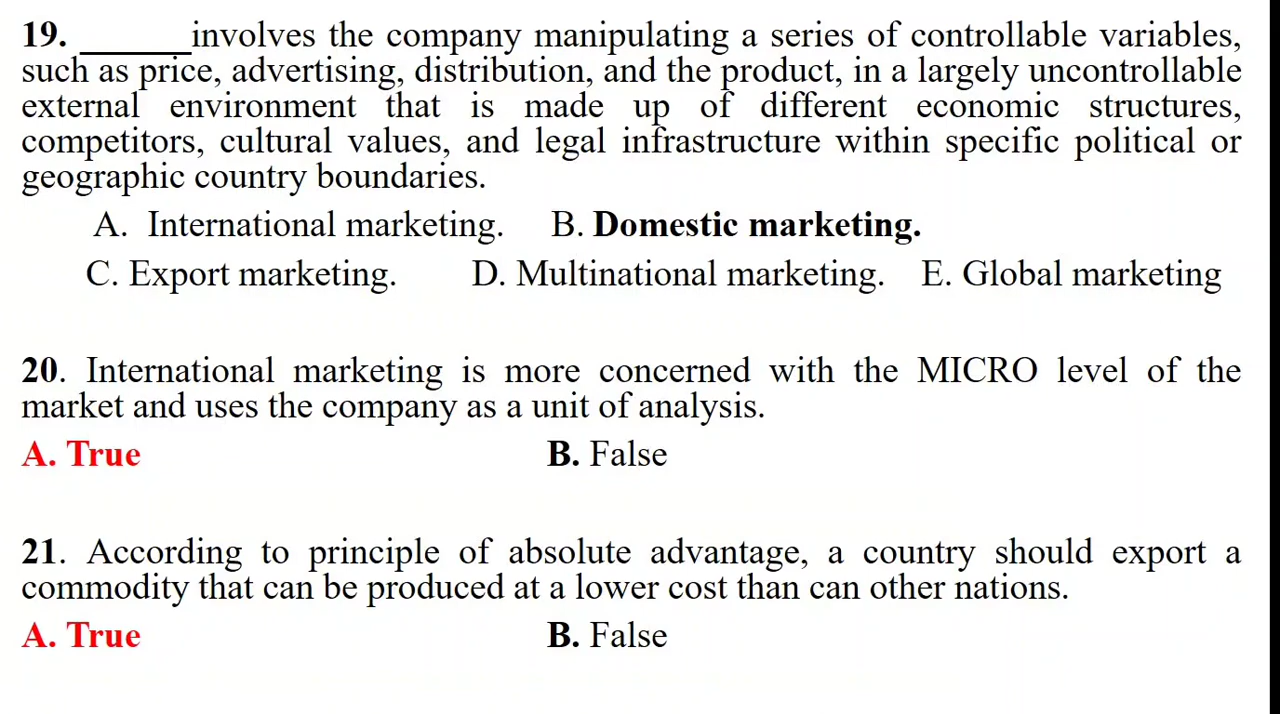 19. ______involves the company manipulating a series of controllable variables,
such as price, advertising, distribution, and the product, in a largely uncontrollable
external environment that is made up of different economic structures,
competitors, cultural values, and legal infrastructure within specific political or
geographic country boundaries.
A. International marketing. B. Domestic marketing.
C. Export marketing. D. Multinational marketing. E. Global marketing
20. International marketing is more concerned with the MICRO level of the
market and uses the company as a unit of analysis.
A. True B. False
21. According to principle of absolute advantage, a country should export a
commodity that can be produced at a lower cost than can other nations.
A. True B. False